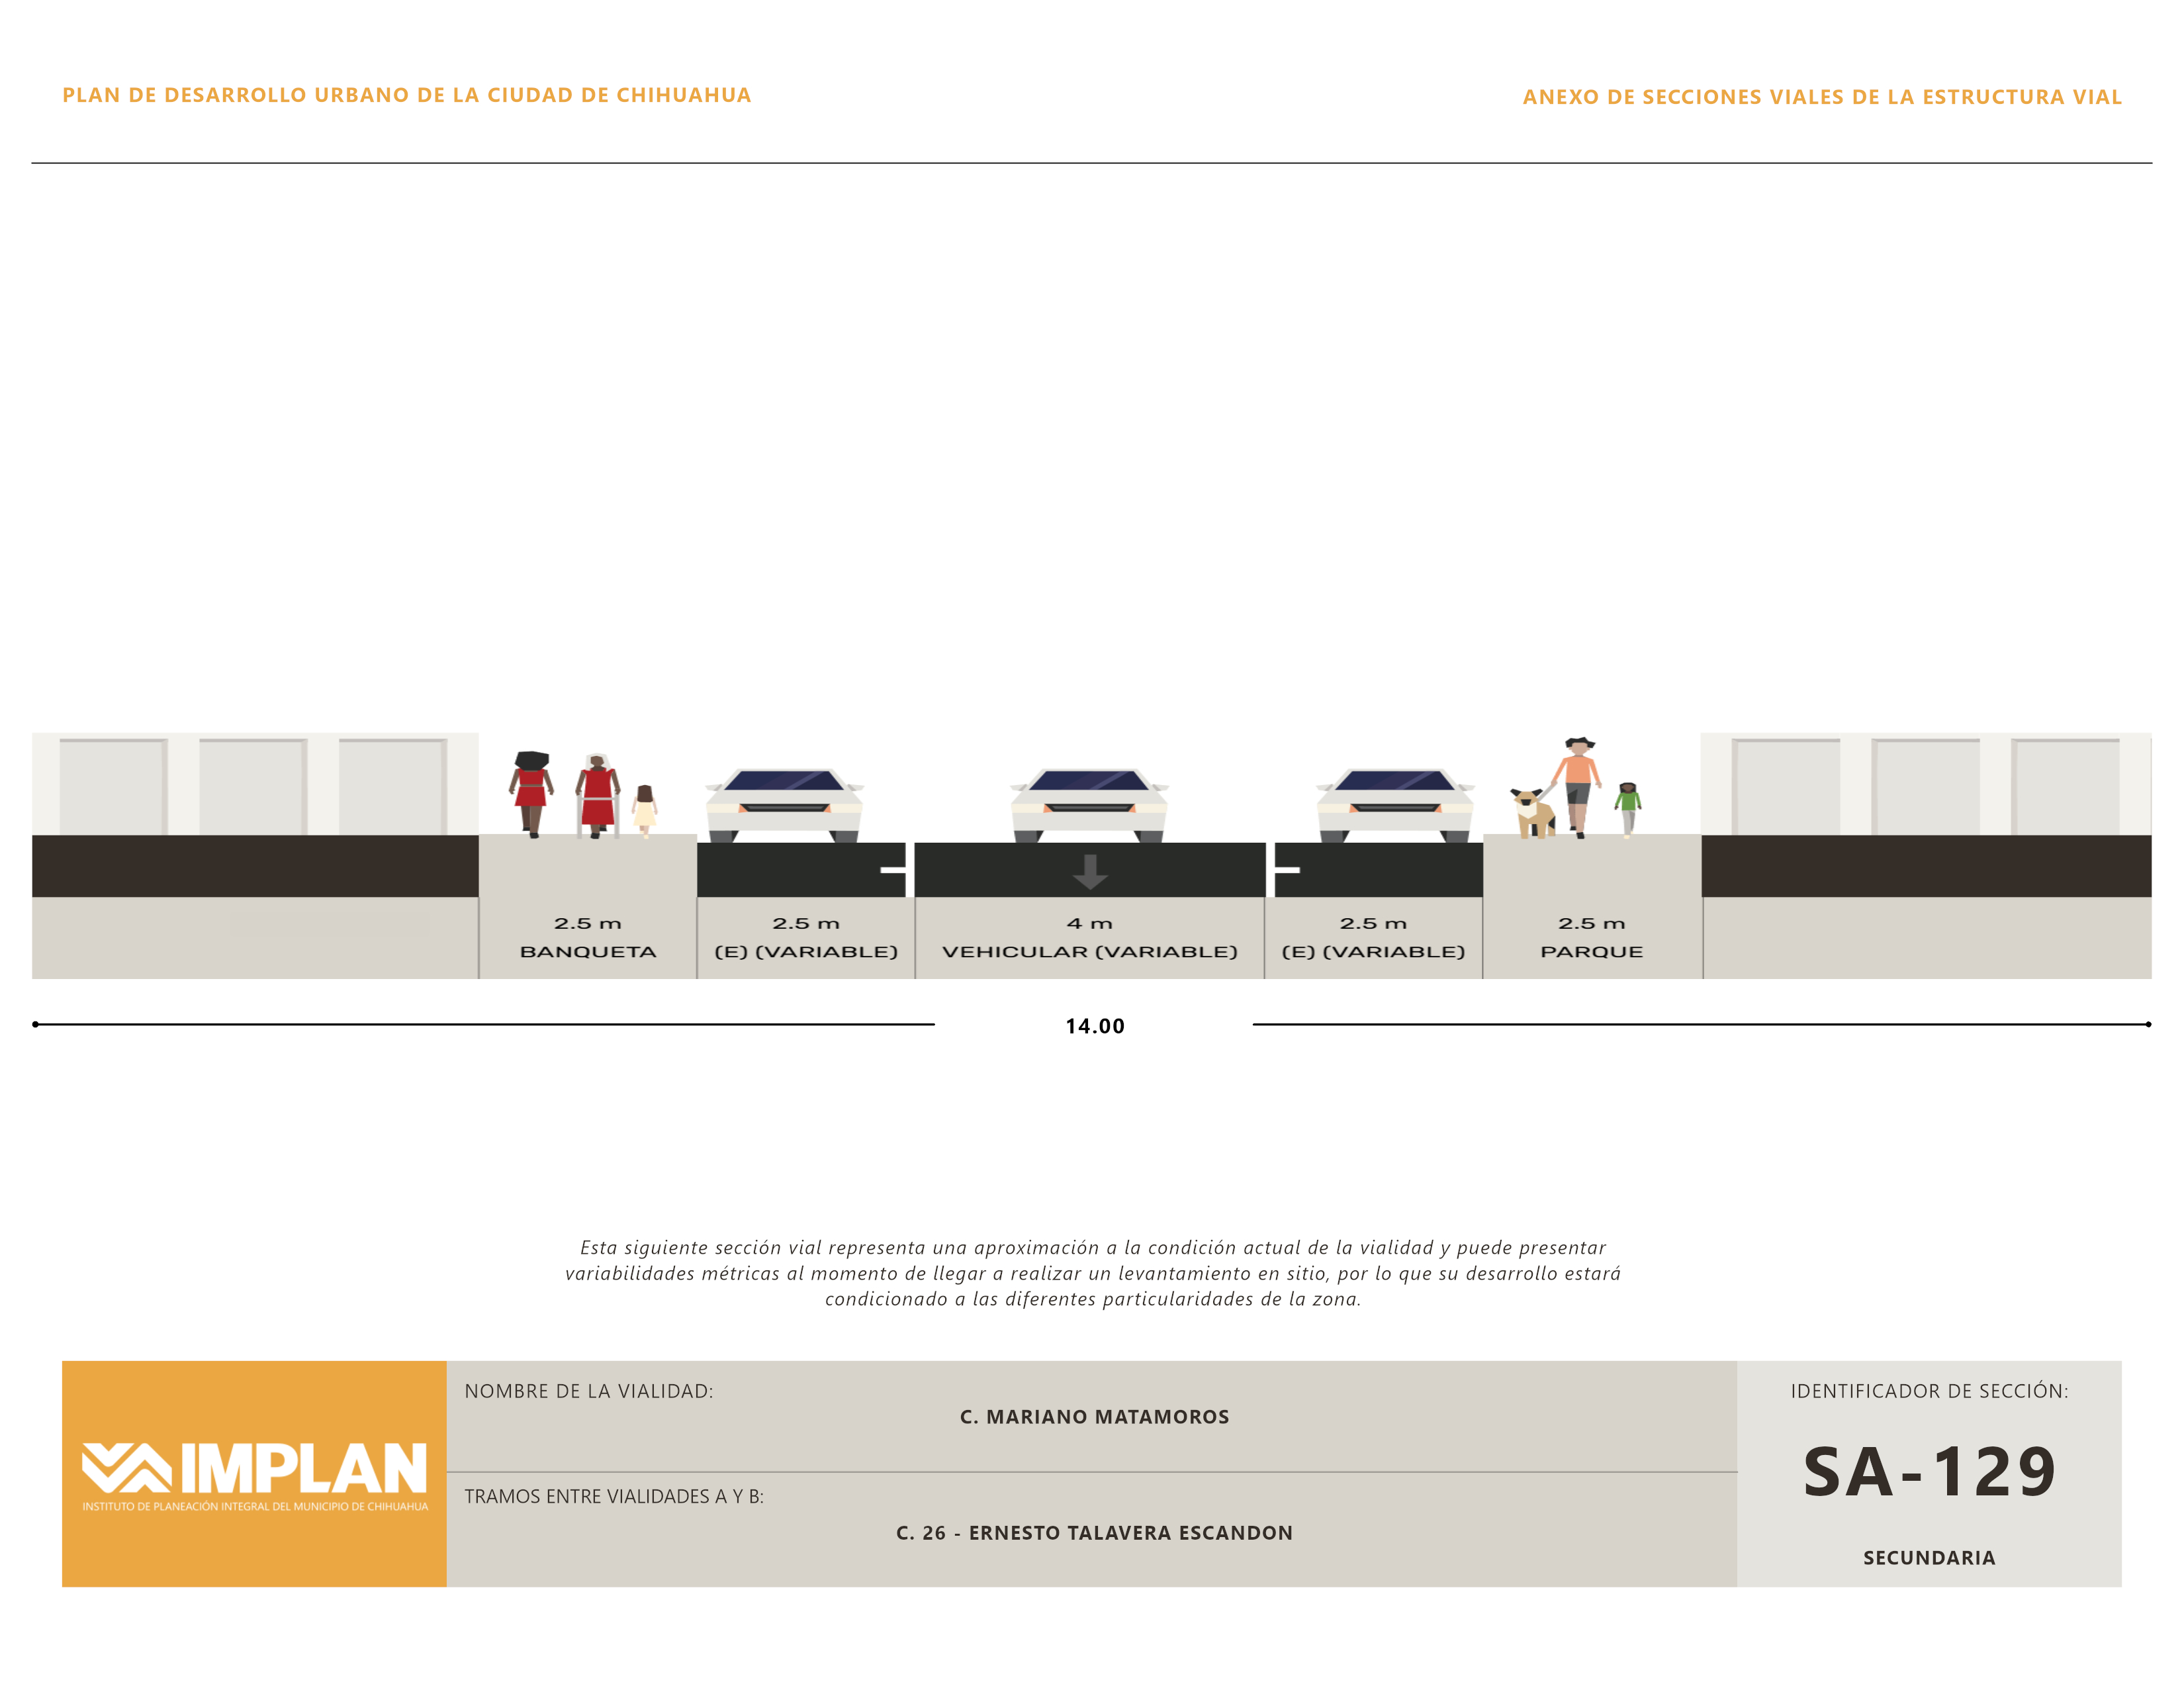 PLAN DE DESARROLLO URBANO DE LA CIUDAD DE CHIHUAHUA
ANEXO DE SECCIONES VIALES DE LA ESTRUCTURA VIAL
2.5 m
BANQUETA
2.5 m
(E) (VARIABLE)
4 m
VEHICULAR (VARIABLE)
2.5 m
(E) (VARIABLE)
2.5 m
PARQUE
14.00
Esta siguiente sección vial representa una aproximación a la condición actual de la vialidad y puede presentar
variabilidades métricas al momento de llegar a realizar un levantamiento en sitio, por lo que su desarrollo estará
condicionado a las diferentes particularidades de la zona.
IMPLAN
INSTITUTO DE PLANEACIÓN INTEGRAL DEL MUNICIPIO DE CHIHUAHUA
NOMBRE DE LA VIALIDAD:
C. MARIANO MATAMOROS
TRAMOS ENTRE VIALIDADES A Y B:
C. 26 - ERNESTO TALAVERA ESCANDON
IDENTIFICADOR DE SECCIÓN:
SA-129
SECUNDARIA